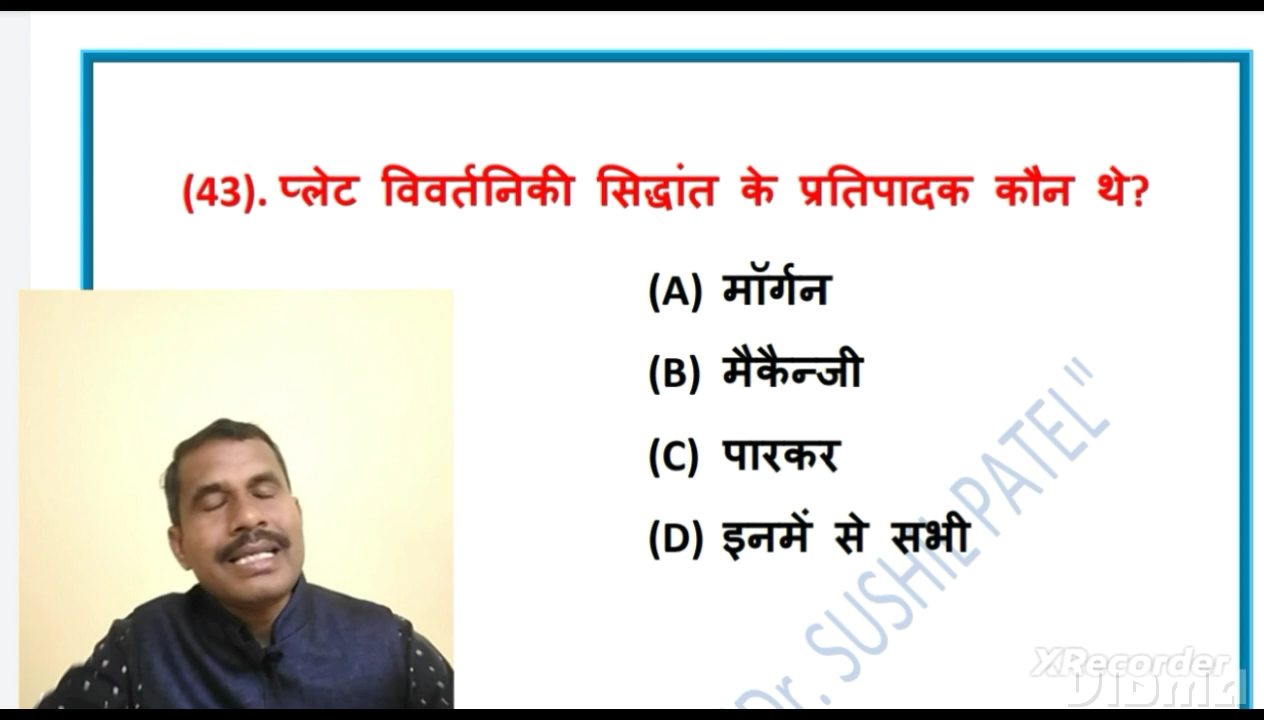 (43). प्लेट विवर्तनिकी सिद्धांत के प्रतिपादक कौन थे?
(A) मॉर्गन
(B) मैकैन्जी
(C) पारकर
(D) इनमें से सभी
Dr. SUSHIL PATEL"
XRecorder